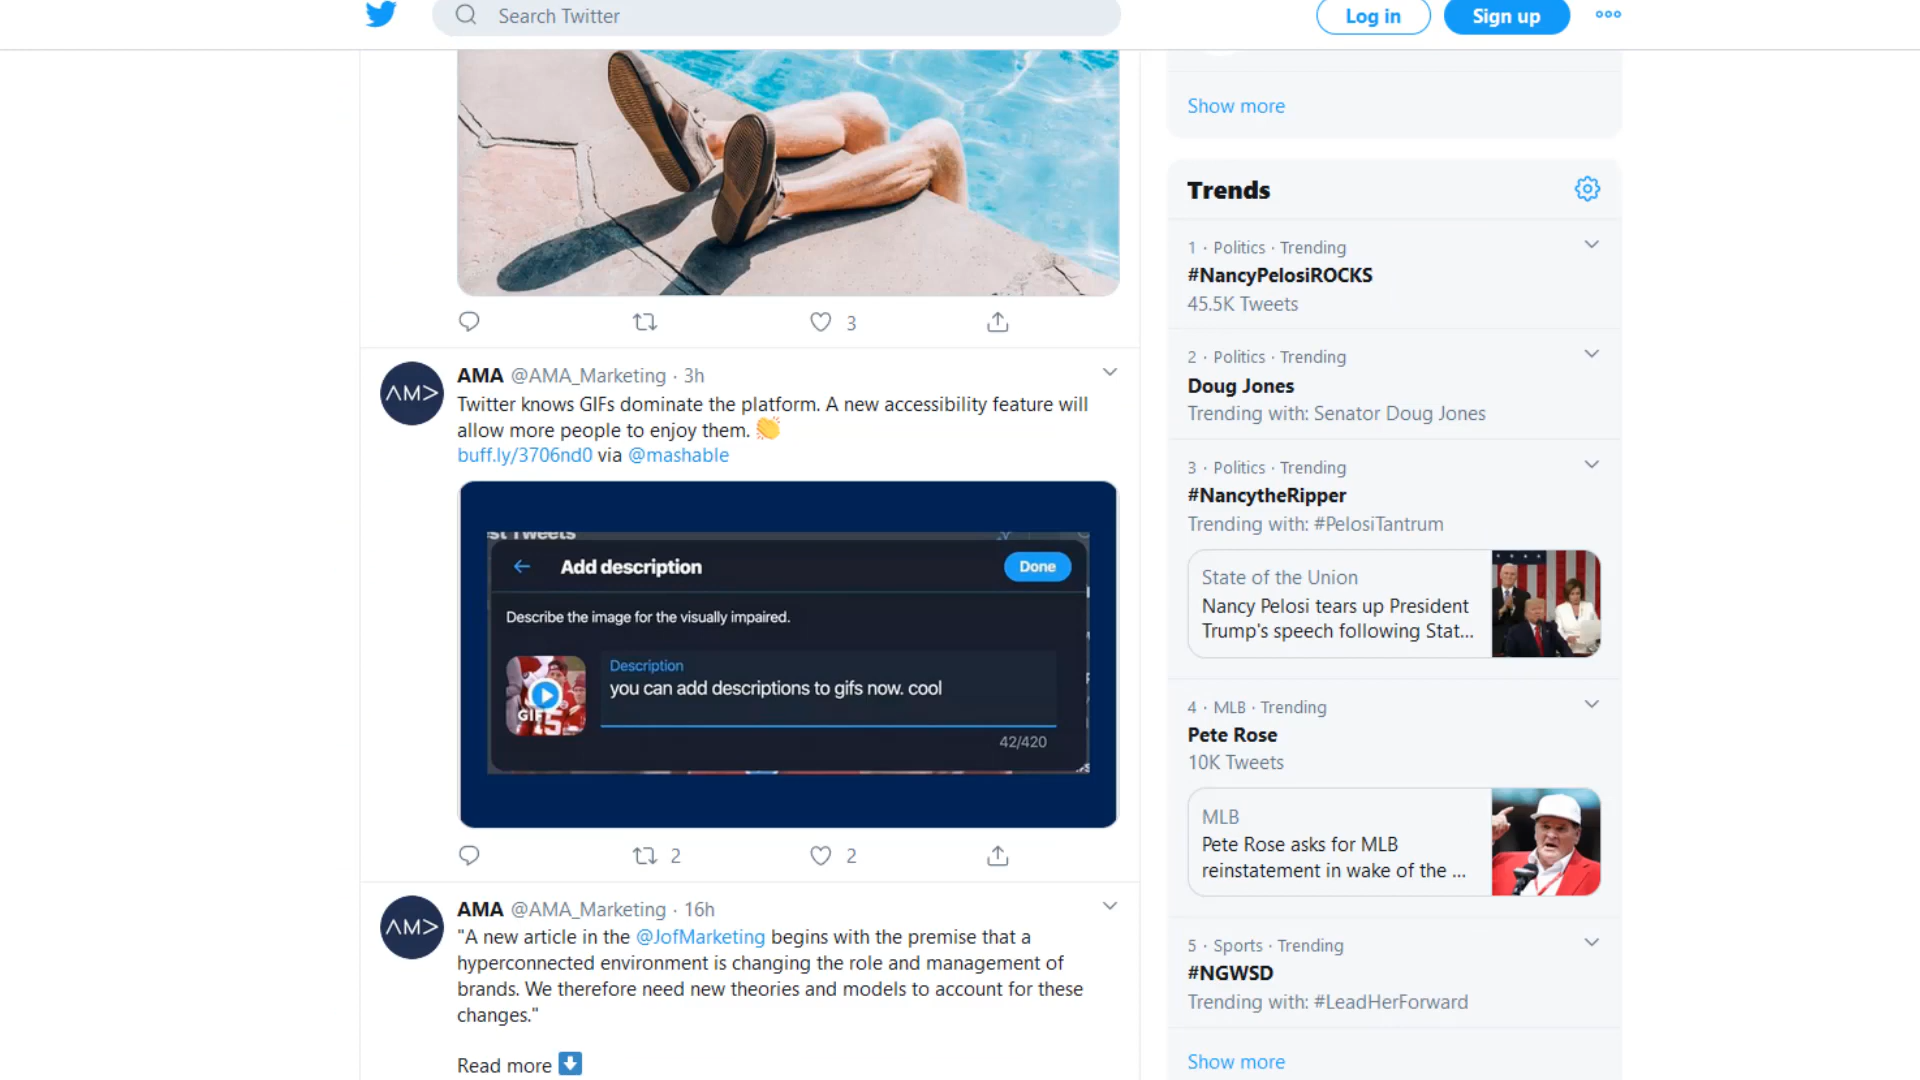 Search Twitter
Log in
Sign up
3
AMA @AMA_Marketing · 3h
Twitter knows GIFs dominate the platform. A new accessibility feature will
allow more people to enjoy them. 👏
buff.ly/3706nd0 via @mashable
st Tweets
Add description
Done
Describe the image for the visually impaired.
GIF
15
Description
you can add descriptions to gifs now. cool
42/420
2
2
AMA @AMA_Marketing · 16h
"A new article in the @JofMarketing begins with the premise that a
hyperconnected environment is changing the role and management of
brands. We therefore need new theories and models to account for these
changes."
Read more ⬇
Show more
Trends
1 · Politics · Trending
#NancyPelosiROCKS
45.5K Tweets
2 · Politics · Trending
Doug Jones
Trending with: Senator Doug Jones
3 · Politics · Trending
#NancytheRipper
Trending with: #PelosiTantrum
State of the Union
Nancy Pelosi tears up President
Trump's speech following Stat...
4 · MLB · Trending
Pete Rose
10K Tweets
MLB
Pete Rose asks for MLB
reinstatement in wake of the ...
5 · Sports · Trending
#NGWSD
Trending with: #LeadHerForward
Show more